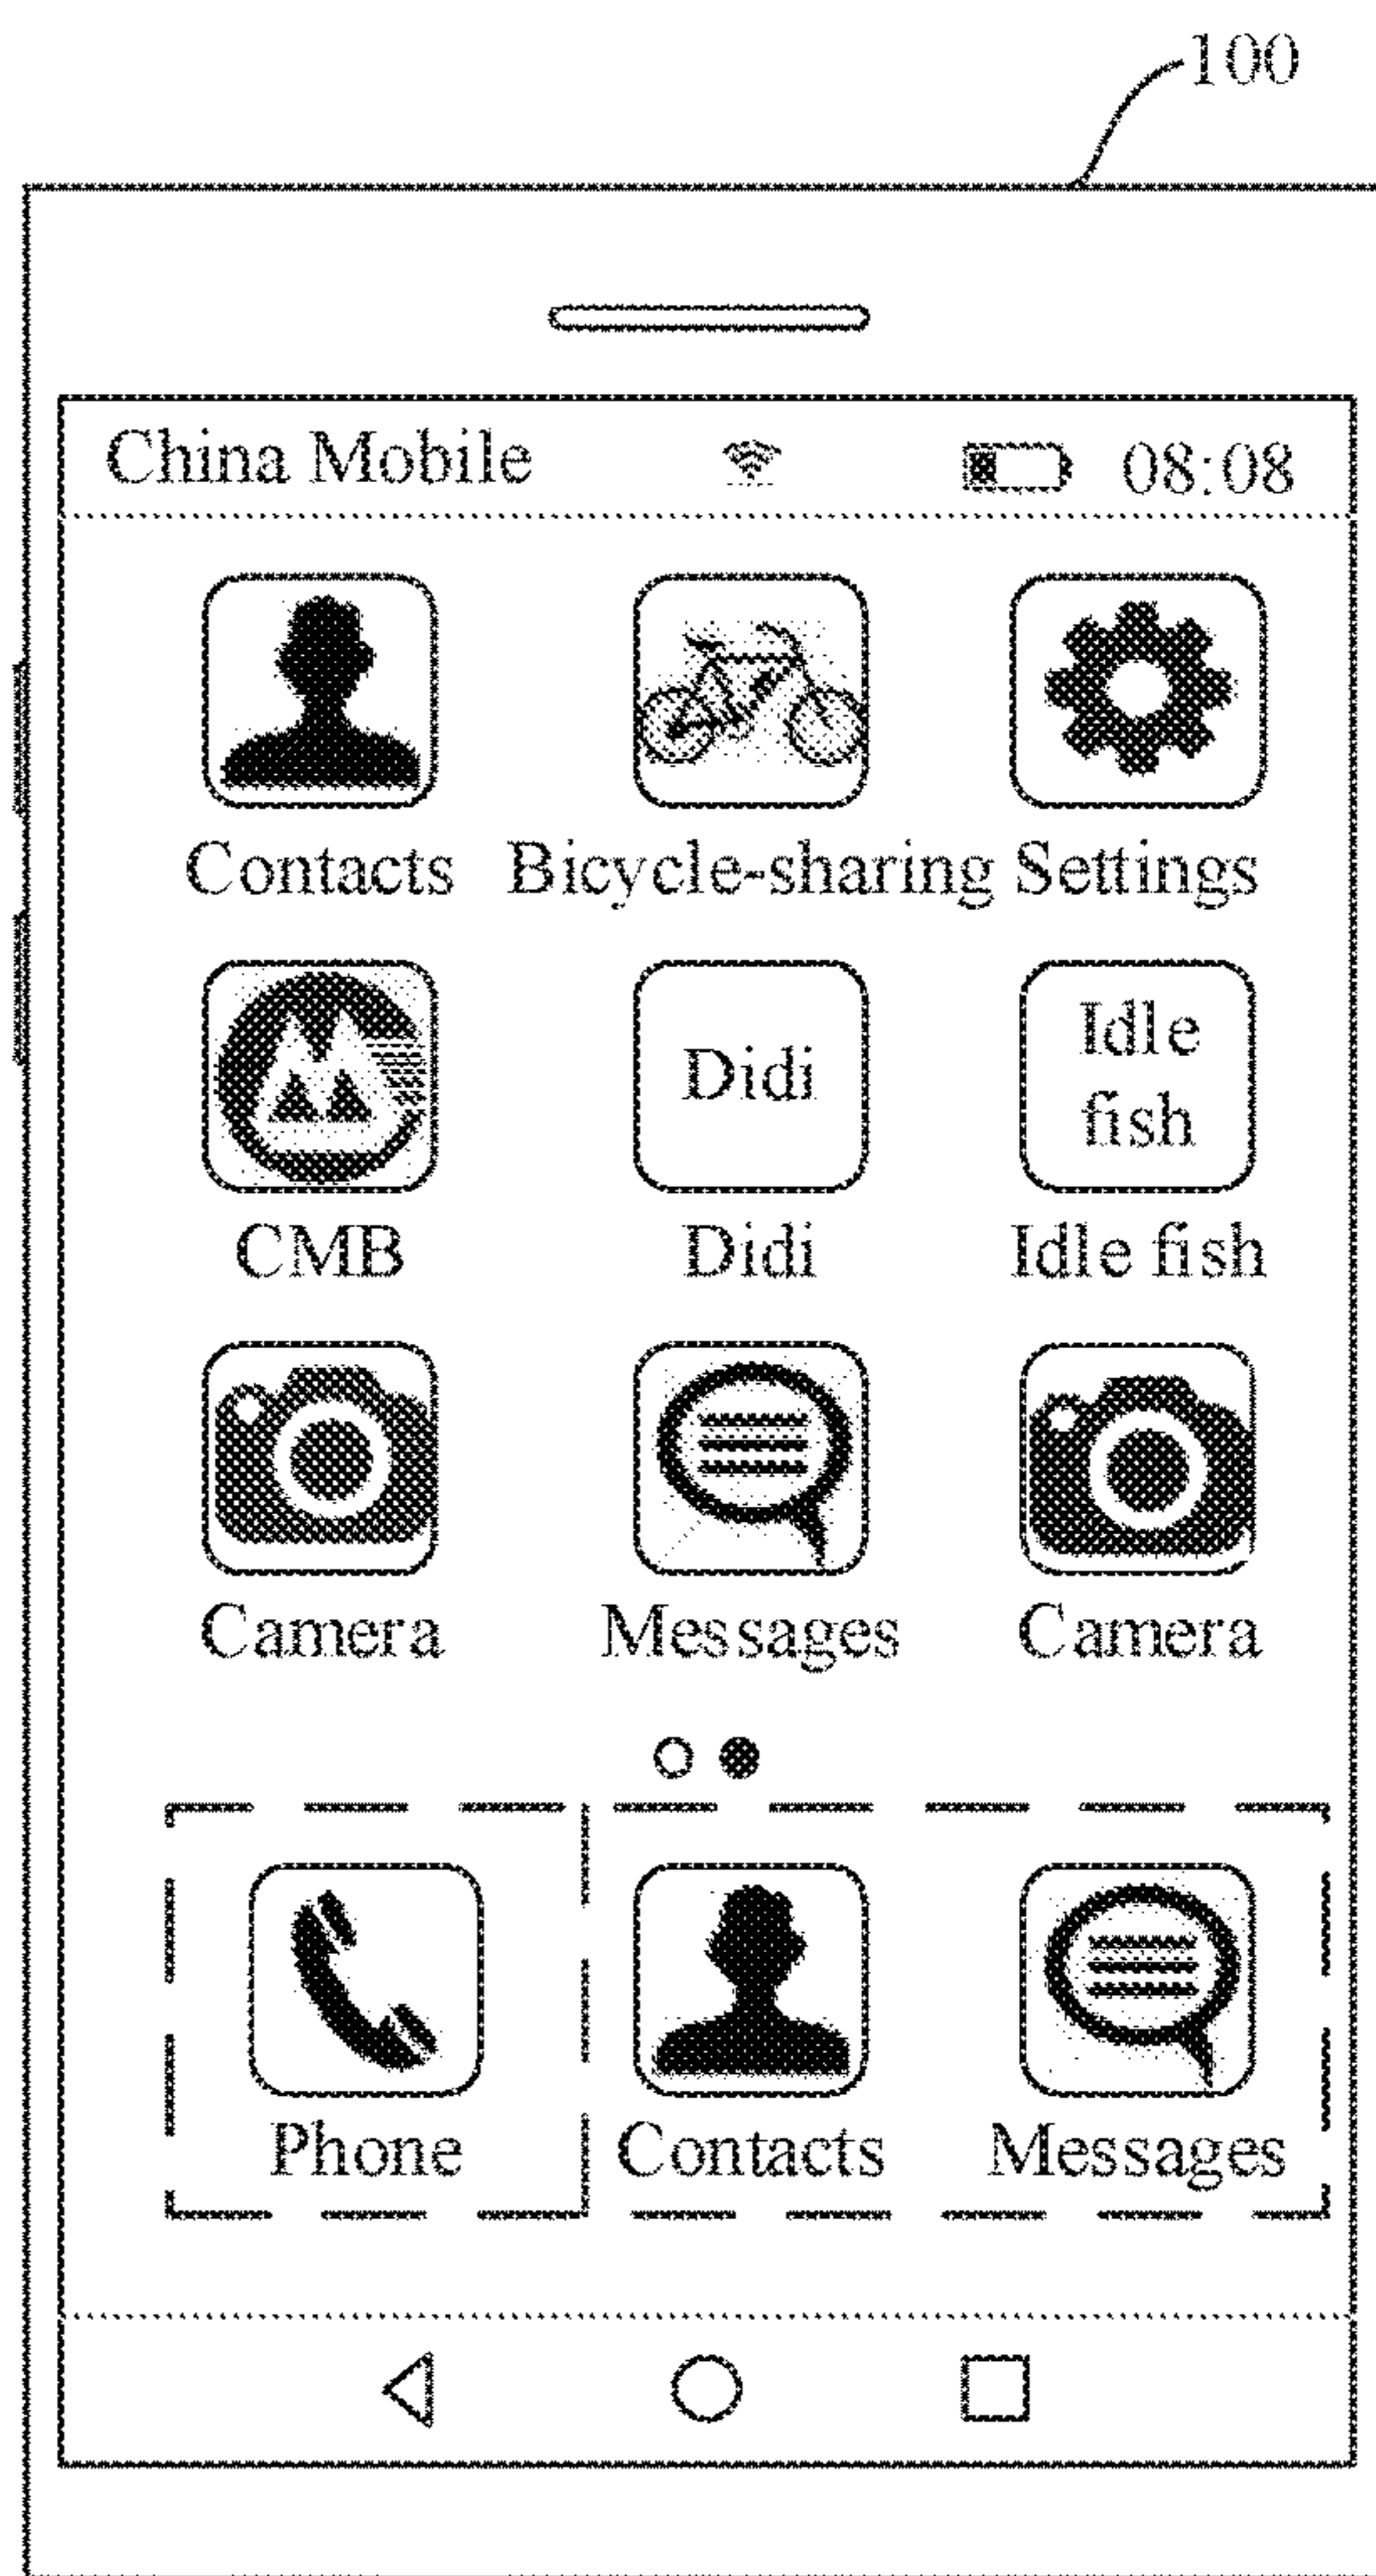 100
China Mobile 08:08
Contacts Bicycle-sharing Settings
Didi
Idle
fish
CMB Didi Idle fish
Camera Messages Camera
Phone Contacts Messages